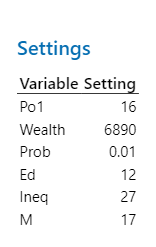 Settings
Variable Setting
Po1 16
Wealth 6890
Prob 0.01
Ed 12
Ineq 27
M 17